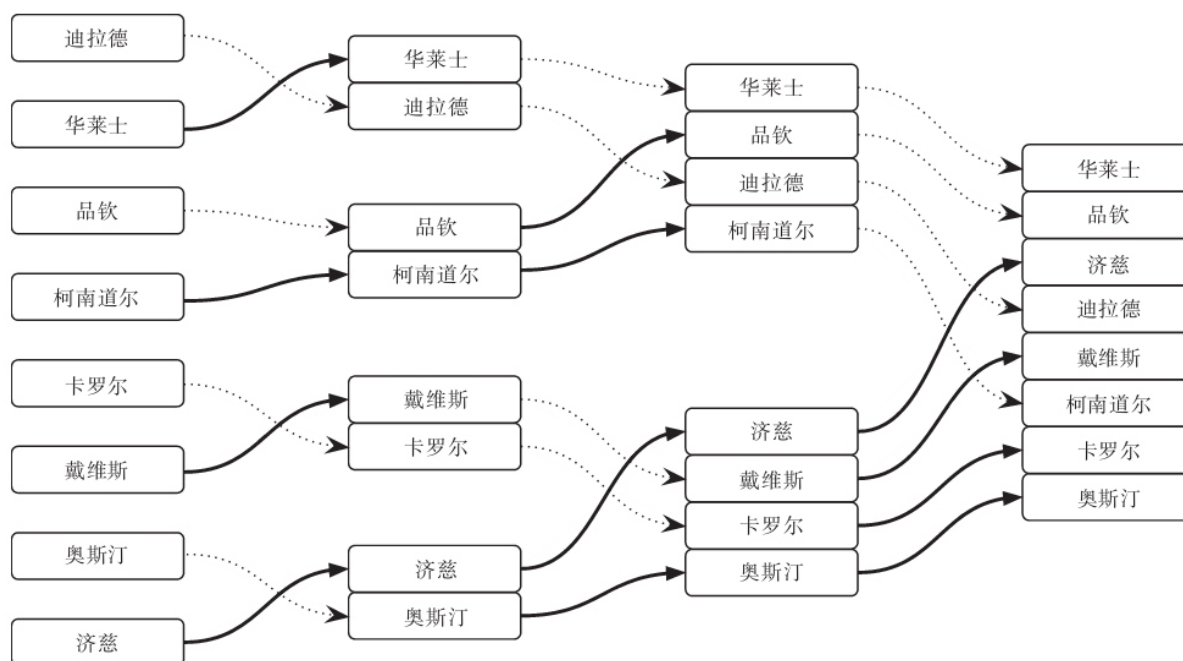 迪拉德
华莱士
品钦
柯南道尔
卡罗尔
戴维斯
奥斯汀
济慈
华莱士
迪拉德
品钦
柯南道尔
戴维斯
卡罗尔
济慈
奥斯汀
华莱士
品钦
迪拉德
柯南道尔
济慈
戴维斯
卡罗尔
奥斯汀
华莱士
品钦
济慈
迪拉德
戴维斯
柯南道尔
卡罗尔
奥斯汀